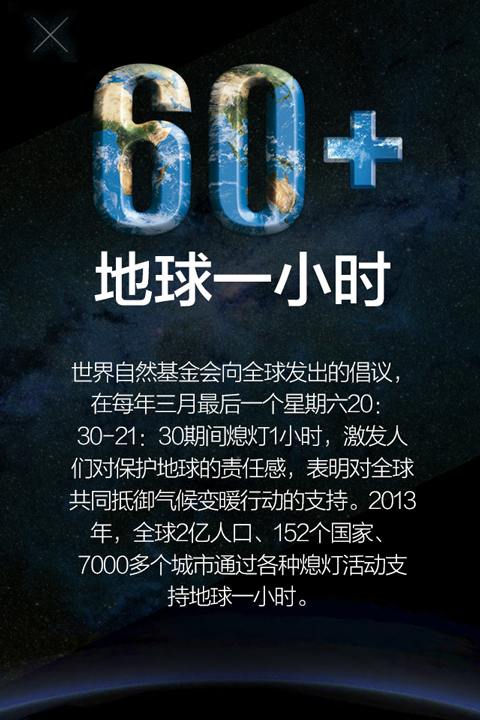 60+
地球一小时
世界自然基金会向全球发出的倡议，
在每年三月最后一个星期六20：
30-21：30期间熄灯1小时，激发人
们对保护地球的责任感，表明对全球
共同抵御气候变暖行动的支持。2013
年，全球2亿人口、152个国家、
7000多个城市通过各种熄灯活动支
持地球一小时。